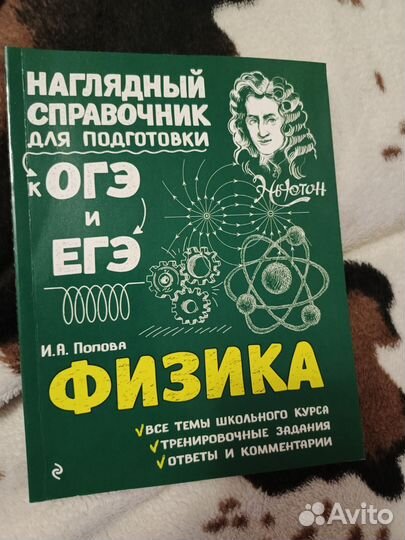 НАГЛЯДНЫЙ
СПРАВОЧНИК
ДЛЯ ПОДГОТОВКИ
К ОГЭ
И
ЕГЭ
Ньютон
И.А. Попова
ФИЗИКА
ВСЕ ТЕМЫ ШКОЛЬНОГО КУРСА
ТРЕНИРОВОЧНЫЕ ЗАДАНИЯ
ОТВЕТЫ И КОММЕНТАРИИ
Avito